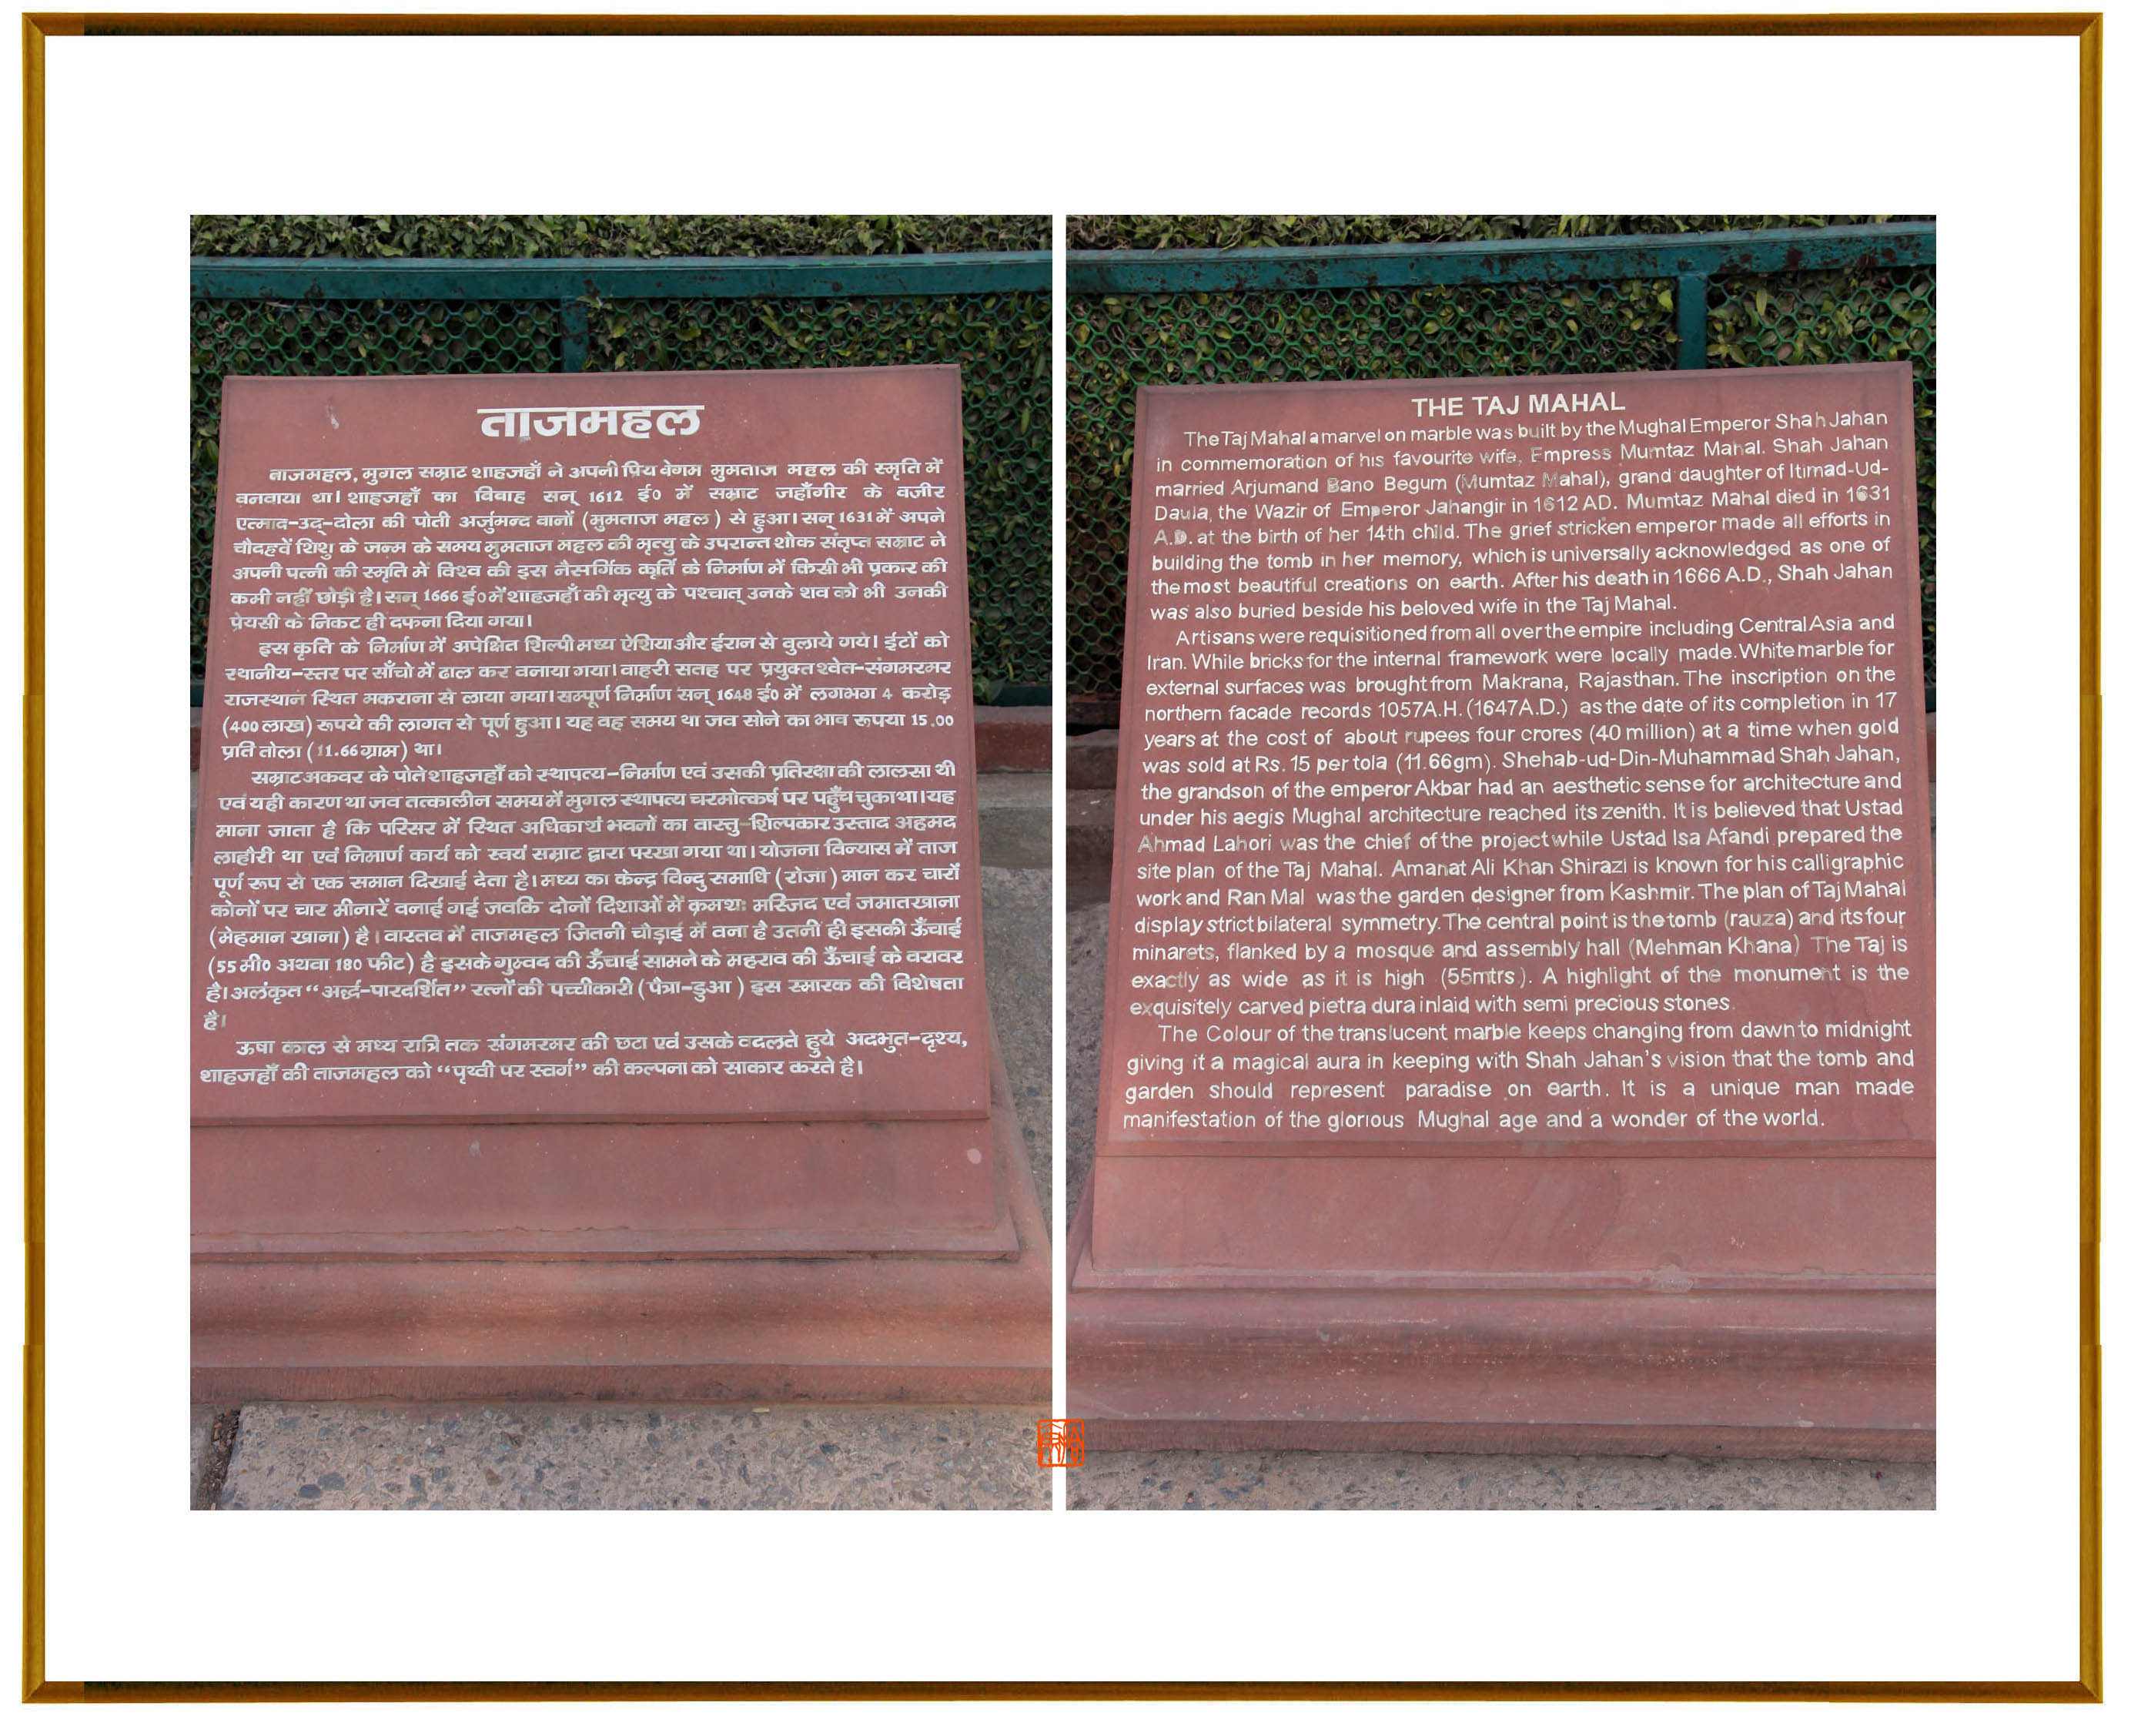 ताजमहल
ताजमहल, मुगल सम्राट शाहजहाँ ने अपनी प्रिय वेगम मुमताज महल की स्मृति में
वनवाया था। शाहजहाँ का विवाह सन् 1612 ई० में सम्राट जहाँगीर के वजीर
एत्माद-उद्-दोला की पोती अर्जुमन्द वानों (मुमताज महल) से हुआ। सन् 1631 में अपने
चौदहवें शिशु के जन्म के समय मुमताज महल की मृत्यु के उपरान्त शोक संतृप्त सम्राट ने
अपनी पत्नी की स्मृति में विश्व की इस नैसर्गिक कृर्ति के निर्माण में किसी भी प्रकार की
कमी नहीं छोड़ी है। सन् 1666 ई० में शाहजहाँ की मृत्यु के पश्चात् उनके शव को भी उनकी
प्रेयसी के निकट ही दफना दिया गया।
इस कृति के निर्माण में अपेक्षित शिल्पी मध्य ऐशिया और ईरान से वुलाये गये। ईटों को
स्थानीय-स्तर पर साँचो में ढाल कर वनाया गया। वाहरी सतह पर प्रयुक्त श्वेत-संगमरमर
राजस्थान स्थित मकराना से लाया गया। सम्पूर्ण निर्माण सन् 1648 ई० में लगभग 4 करोड़
(400 लाख) रूपये की लागत से पूर्ण हुआ। यह वह समय था जव सोने का भाव रूपया 15.00
प्रति तोला (11.66 ग्राम) था।
सम्राट अकवर के पोते शाहजहाँ को स्थापत्य-निर्माण एवं उसकी प्रतिरक्षा की लालसा थी
एवं यही कारण था जव तत्कालीन समय में मुगल स्थापत्य चरमोत्कर्ष पर पहुँच चुका था। यह
माना जाता है कि परिसर में स्थित अधिकाशं भवनों का वास्तु-शिल्पकार उस्ताद अहमद
लाहौरी था एवं निमार्ण कार्य को स्वयं सम्राट द्वारा परखा गया था। योजना विन्यास में ताज
पूर्ण रूप से एक समान दिखाई देता है। मध्य का केन्द्र विन्दु समाधि (रोजा) मान कर चारों
कोनों पर चार मीनारें वनाई गई जवकि दोनों दिशाओं में क्रमशः मस्जिद एवं जमातखाना
(मेहमान खाना) है। वास्तव में ताजमहल जितनी चौड़ाई में वना है उतनी ही इसकी ऊँचाई
(55 मी० अथवा 180 फीट) है इसके गुम्वद की ऊँचाई सामने के महराव की ऊँचाई के वरावर
है। अलंकृत “अर्द्ध-पारदर्शित” रत्नों की पच्चीकारी (पैत्रा-डुआ) इस स्मारक की विशेषता
है।
ऊषा काल से मध्य रात्रि तक संगमरमर की छटा एवं उसके वदलते हुये अदभुत-दृश्य,
शाहजहाँ की ताजमहल को “पृथ्वी पर स्वर्ग” की कल्पना को साकार करते है।
THE TAJ MAHAL
The Taj Mahal a marvel on marble was built by the Mughal Emperor Shah Jahan
in commemoration of his favourite wife, Empress Mumtaz Mahal. Shah Jahan
married Arjumand Bano Begum (Mumtaz Mahal), grand daughter of Itimad-Ud-
Daula, the Wazir of Emperor Jahangir in 1612 AD. Mumtaz Mahal died in 1631
A.D. at the birth of her 14th child. The grief stricken emperor made all efforts in
building the tomb in her memory, which is universally acknowledged as one of
the most beautiful creations on earth. After his death in 1666 A.D., Shah Jahan
was also buried beside his beloved wife in the Taj Mahal.
Artisans were requisitioned from all over the empire including Central Asia and
Iran. While bricks for the internal framework were locally made. White marble for
external surfaces was brought from Makrana, Rajasthan. The inscription on the
northern facade records 1057A.H. (1647A.D.) as the date of its completion in 17
years at the cost of about rupees four crores (40 million) at a time when gold
was sold at Rs. 15 per tola (11.66gm). Shehab-ud-Din-Muhammad Shah Jahan,
the grandson of the emperor Akbar had an aesthetic sense for architecture and
under his aegis Mughal architecture reached its zenith. It is believed that Ustad
Ahmad Lahori was the chief of the project while Ustad Isa Afandi prepared the
site plan of the Taj Mahal. Amanat Ali Khan Shirazi is known for his calligraphic
work and Ran Mal was the garden designer from Kashmir. The plan of Taj Mahal
display strict bilateral symmetry. The central point is the tomb (rauza) and its four
minarets, flanked by a mosque and assembly hall (Mehman Khana) The Taj is
exactly as wide as it is high (55mtrs.). A highlight of the monument is the
exquisitely carved pietra dura inlaid with semi precious stones.
The Colour of the translucent marble keeps changing from dawn to midnight
giving it a magical aura in keeping with Shah Jahan's vision that the tomb and
garden should represent paradise on earth. It is a unique man made
manifestation of the glorious Mughal age and a wonder of the world.